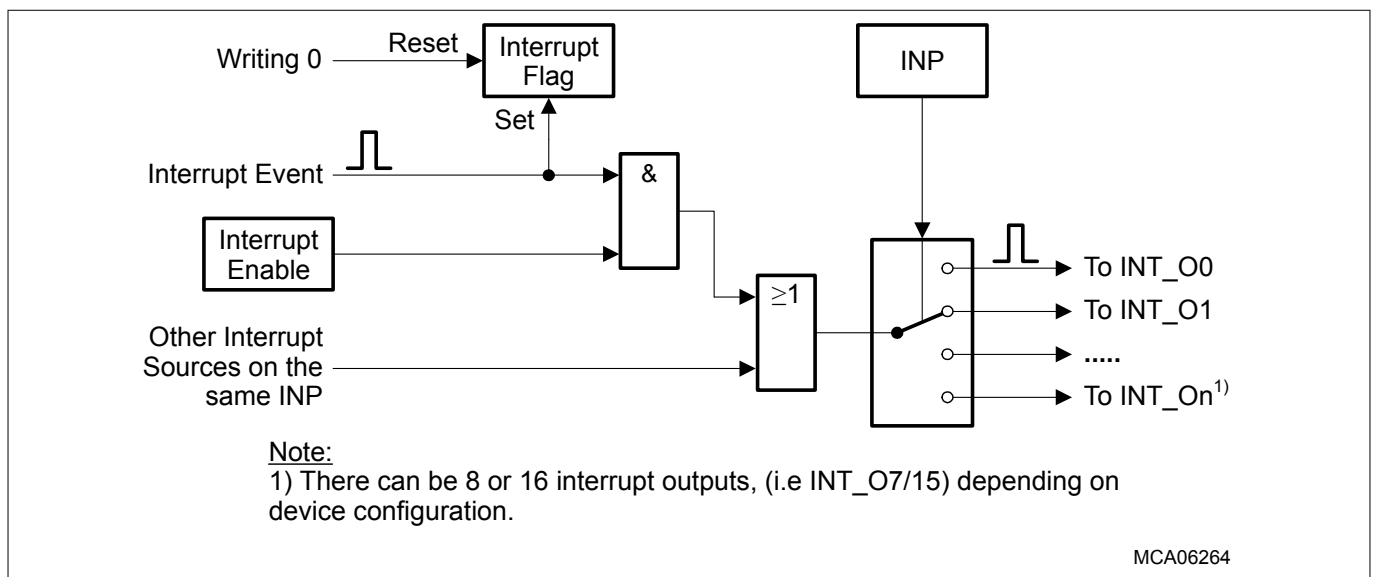 Writing 0
Reset
Interrupt
Flag
INP
Set
Interrupt Event
&
Interrupt
Enable
≥1
Other Interrupt
Sources on the
same INP
To INT_O0
To INT_O1
.....
To INT_On1)
Note:
1) There can be 8 or 16 interrupt outputs, (i.e INT_O7/15) depending on
device configuration.
MCA06264